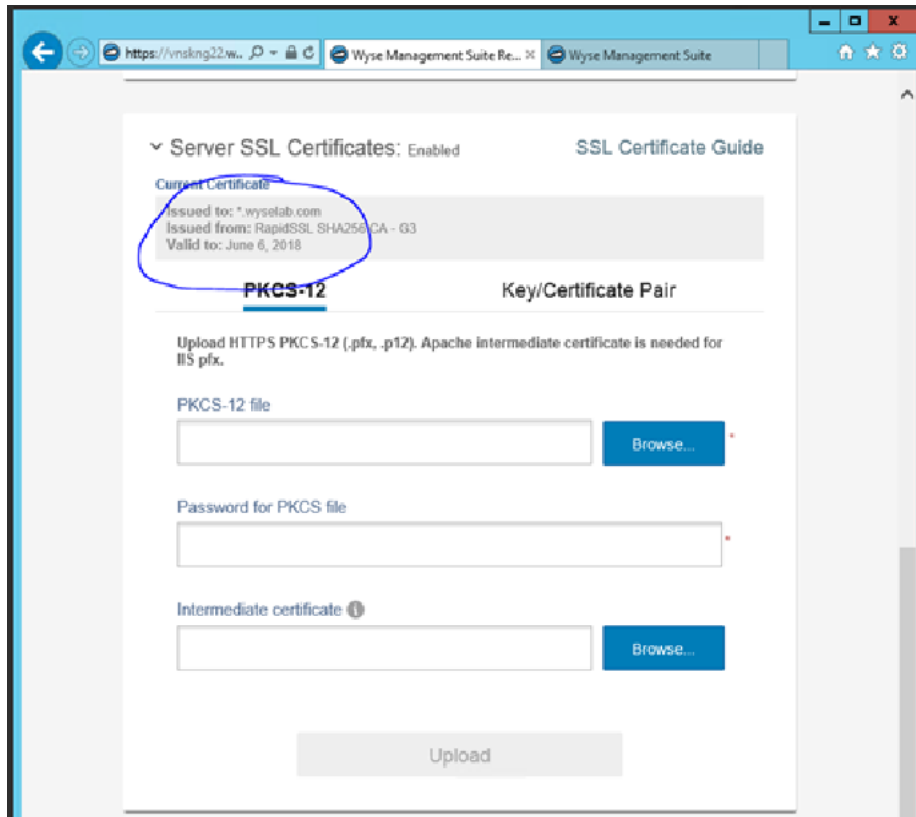 https://vnskng22.w..
Wyse Management Suite Re...
Wyse Management Suite
Server SSL Certificates: Enabled
SSL Certificate Guide
Current Certificate
Issued to: *.wyselab.com
Issued from: RapidSSL SHA256 CA - G3
Valid to: June 6, 2018
PKCS-12
Key/Certificate Pair
Upload HTTPS PKCS-12 (.pfx, .p12). Apache intermediate certificate is needed for
IIS pfx.
PKCS-12 file
Browse... *
Password for PKCS file
*
Intermediate certificate
Browse...
Upload